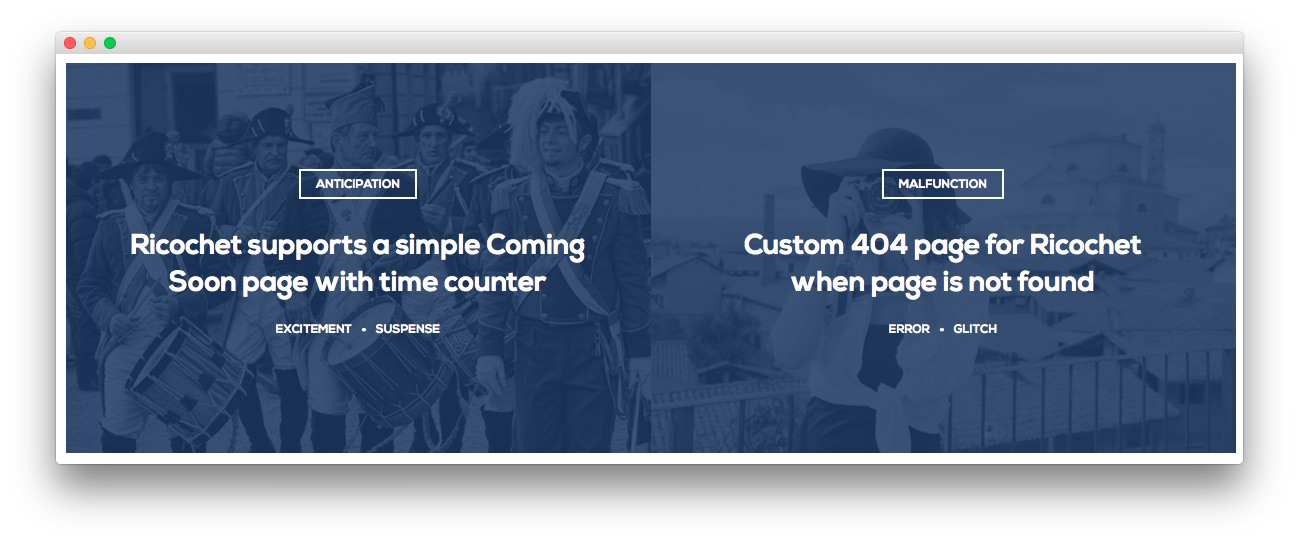 ANTICIPATION
Ricochet supports a simple Coming
Soon page with time counter
EXCITEMENT • SUSPENSE
MALFUNCTION
Custom 404 page for Ricochet
when page is not found
ERROR • GLITCH